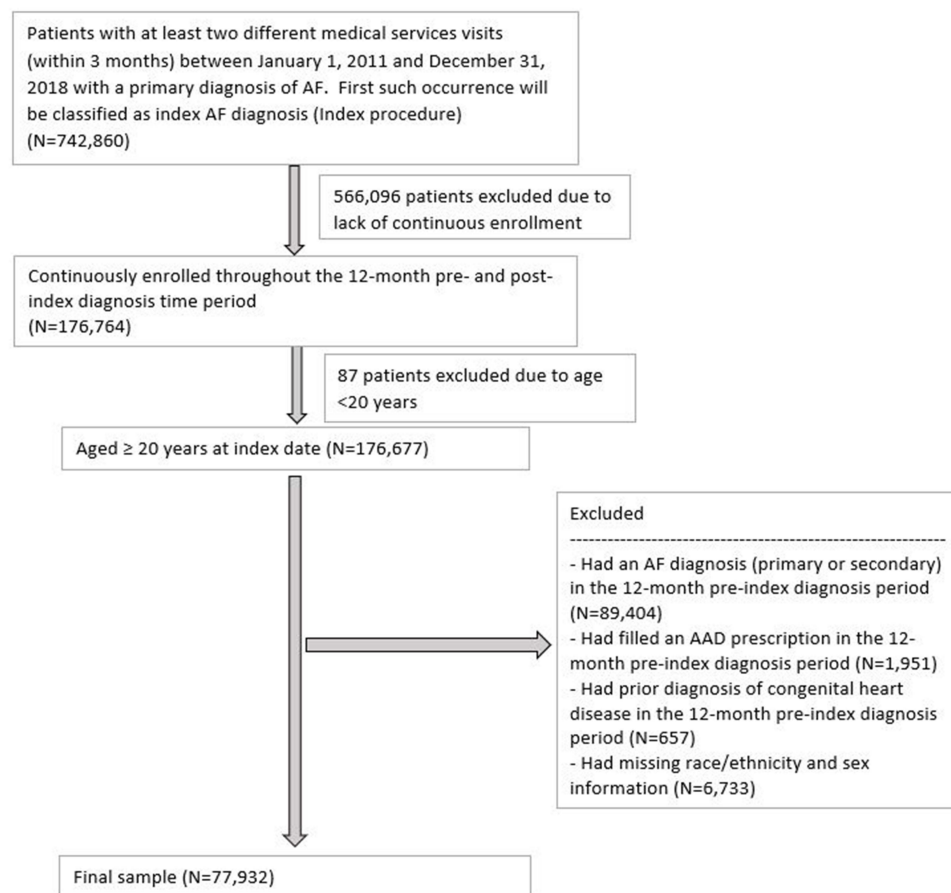 Patients with at least two different medical services visits
(within 3 months) between January 1, 2011 and December 31,
2018 with a primary diagnosis of AF.  First such occurrence will
be classified as index AF diagnosis (Index procedure)
(N=742,860)
566,096 patients excluded due to
lack of continuous enrollment
Continuously enrolled throughout the 12-month pre- and post-
index diagnosis time period
(N=176,764)
87 patients excluded due to age
<20 years
Aged ≥ 20 years at index date (N=176,677)
Excluded
------------------------------------------------------------
- Had an AF diagnosis (primary or secondary)
in the 12-month pre-index diagnosis period
(N=89,404)
- Had filled an AAD prescription in the 12-
month pre-index diagnosis period (N=1,951)
- Had prior diagnosis of congenital heart
disease in the 12-month pre-index diagnosis
period (N=657)
- Had missing race/ethnicity and sex
information (N=6,733)
Final sample (N=77,932)